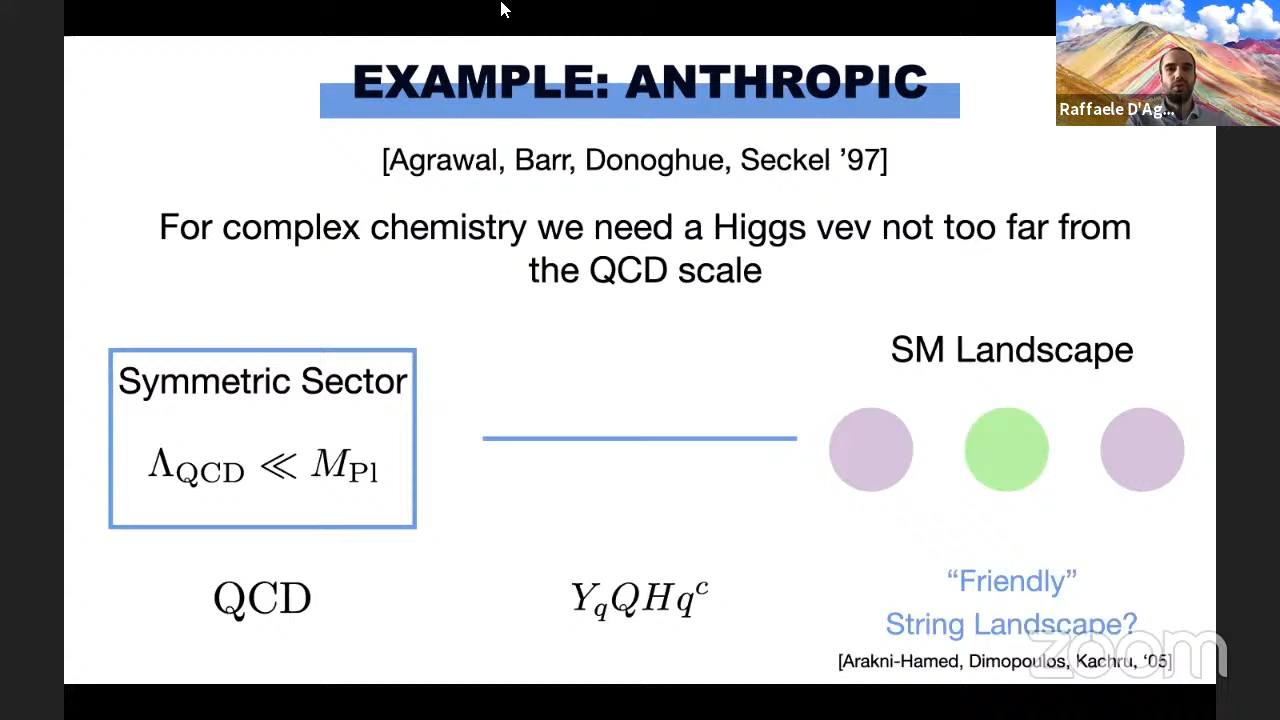 EXAMPLE: ANTHROPIC
Raffaele D'Ag...
[Agrawal, Barr, Donoghue, Seckel ’97]
For complex chemistry we need a Higgs vev not too far from
the QCD scale
SM Landscape
Symmetric Sector
Λ_QCD ≪ M_Pl
QCD
Y_q Q H q^c
“Friendly”
String Landscape?
[Arakni-Hamed, Dimopoulos, Kachru, ‘05]
zoom